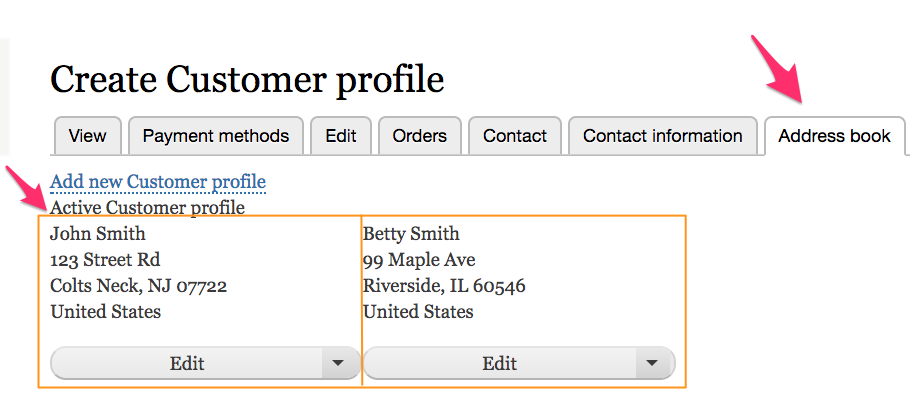 Create Customer profile
View Payment methods Edit Orders Contact Contact information Address book
Add new Customer profile
Active Customer profile
John Smith
123 Street Rd
Colts Neck, NJ 07722
United States
Edit
Betty Smith
99 Maple Ave
Riverside, IL 60546
United States
Edit